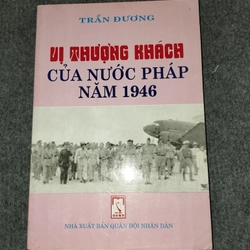 TRẦN ĐƯƠNG
VỊ THƯỢNG KHÁCH
CỦA NƯỚC PHÁP
NĂM 1946
NHÀ XUẤT BẢN QUÂN ĐỘI NHÂN DÂN